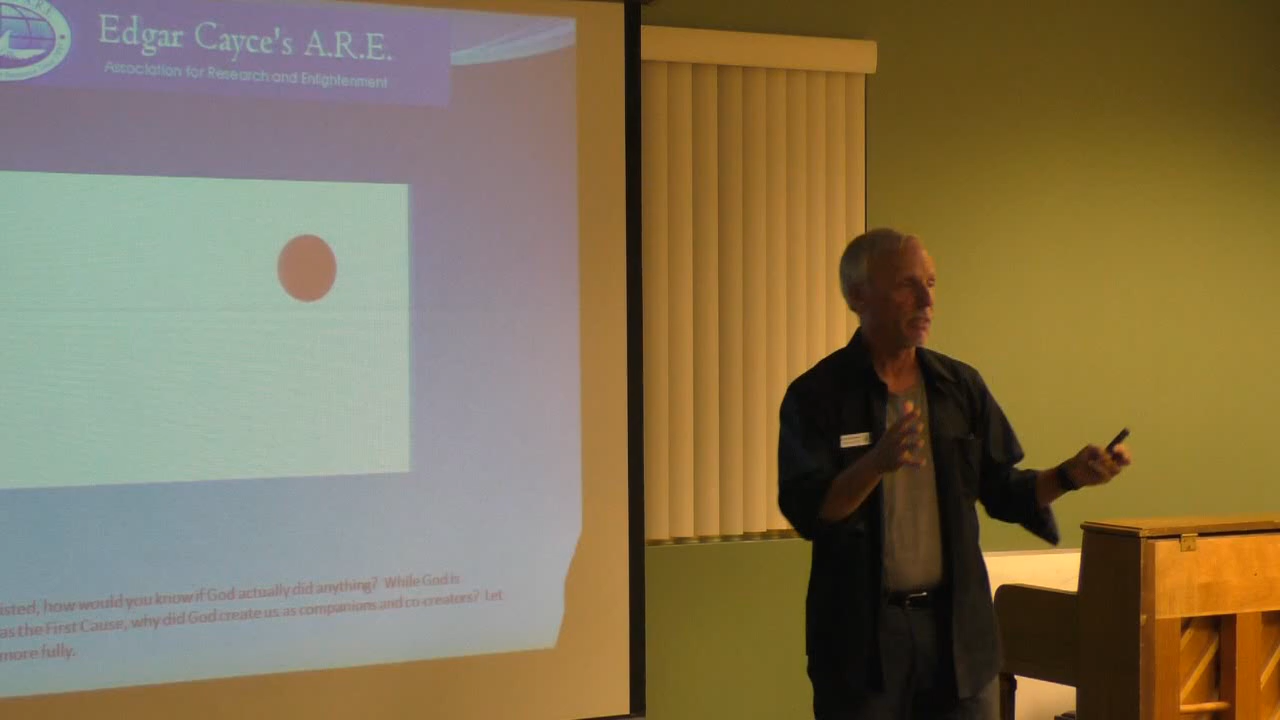 Edgar Cayce's A.R.E.
Association for Research and Enlightenment
isted, how would you know if God actually did anything? While God is
as the First Cause, why did God create us as companions and co-creators? Let
more fully.